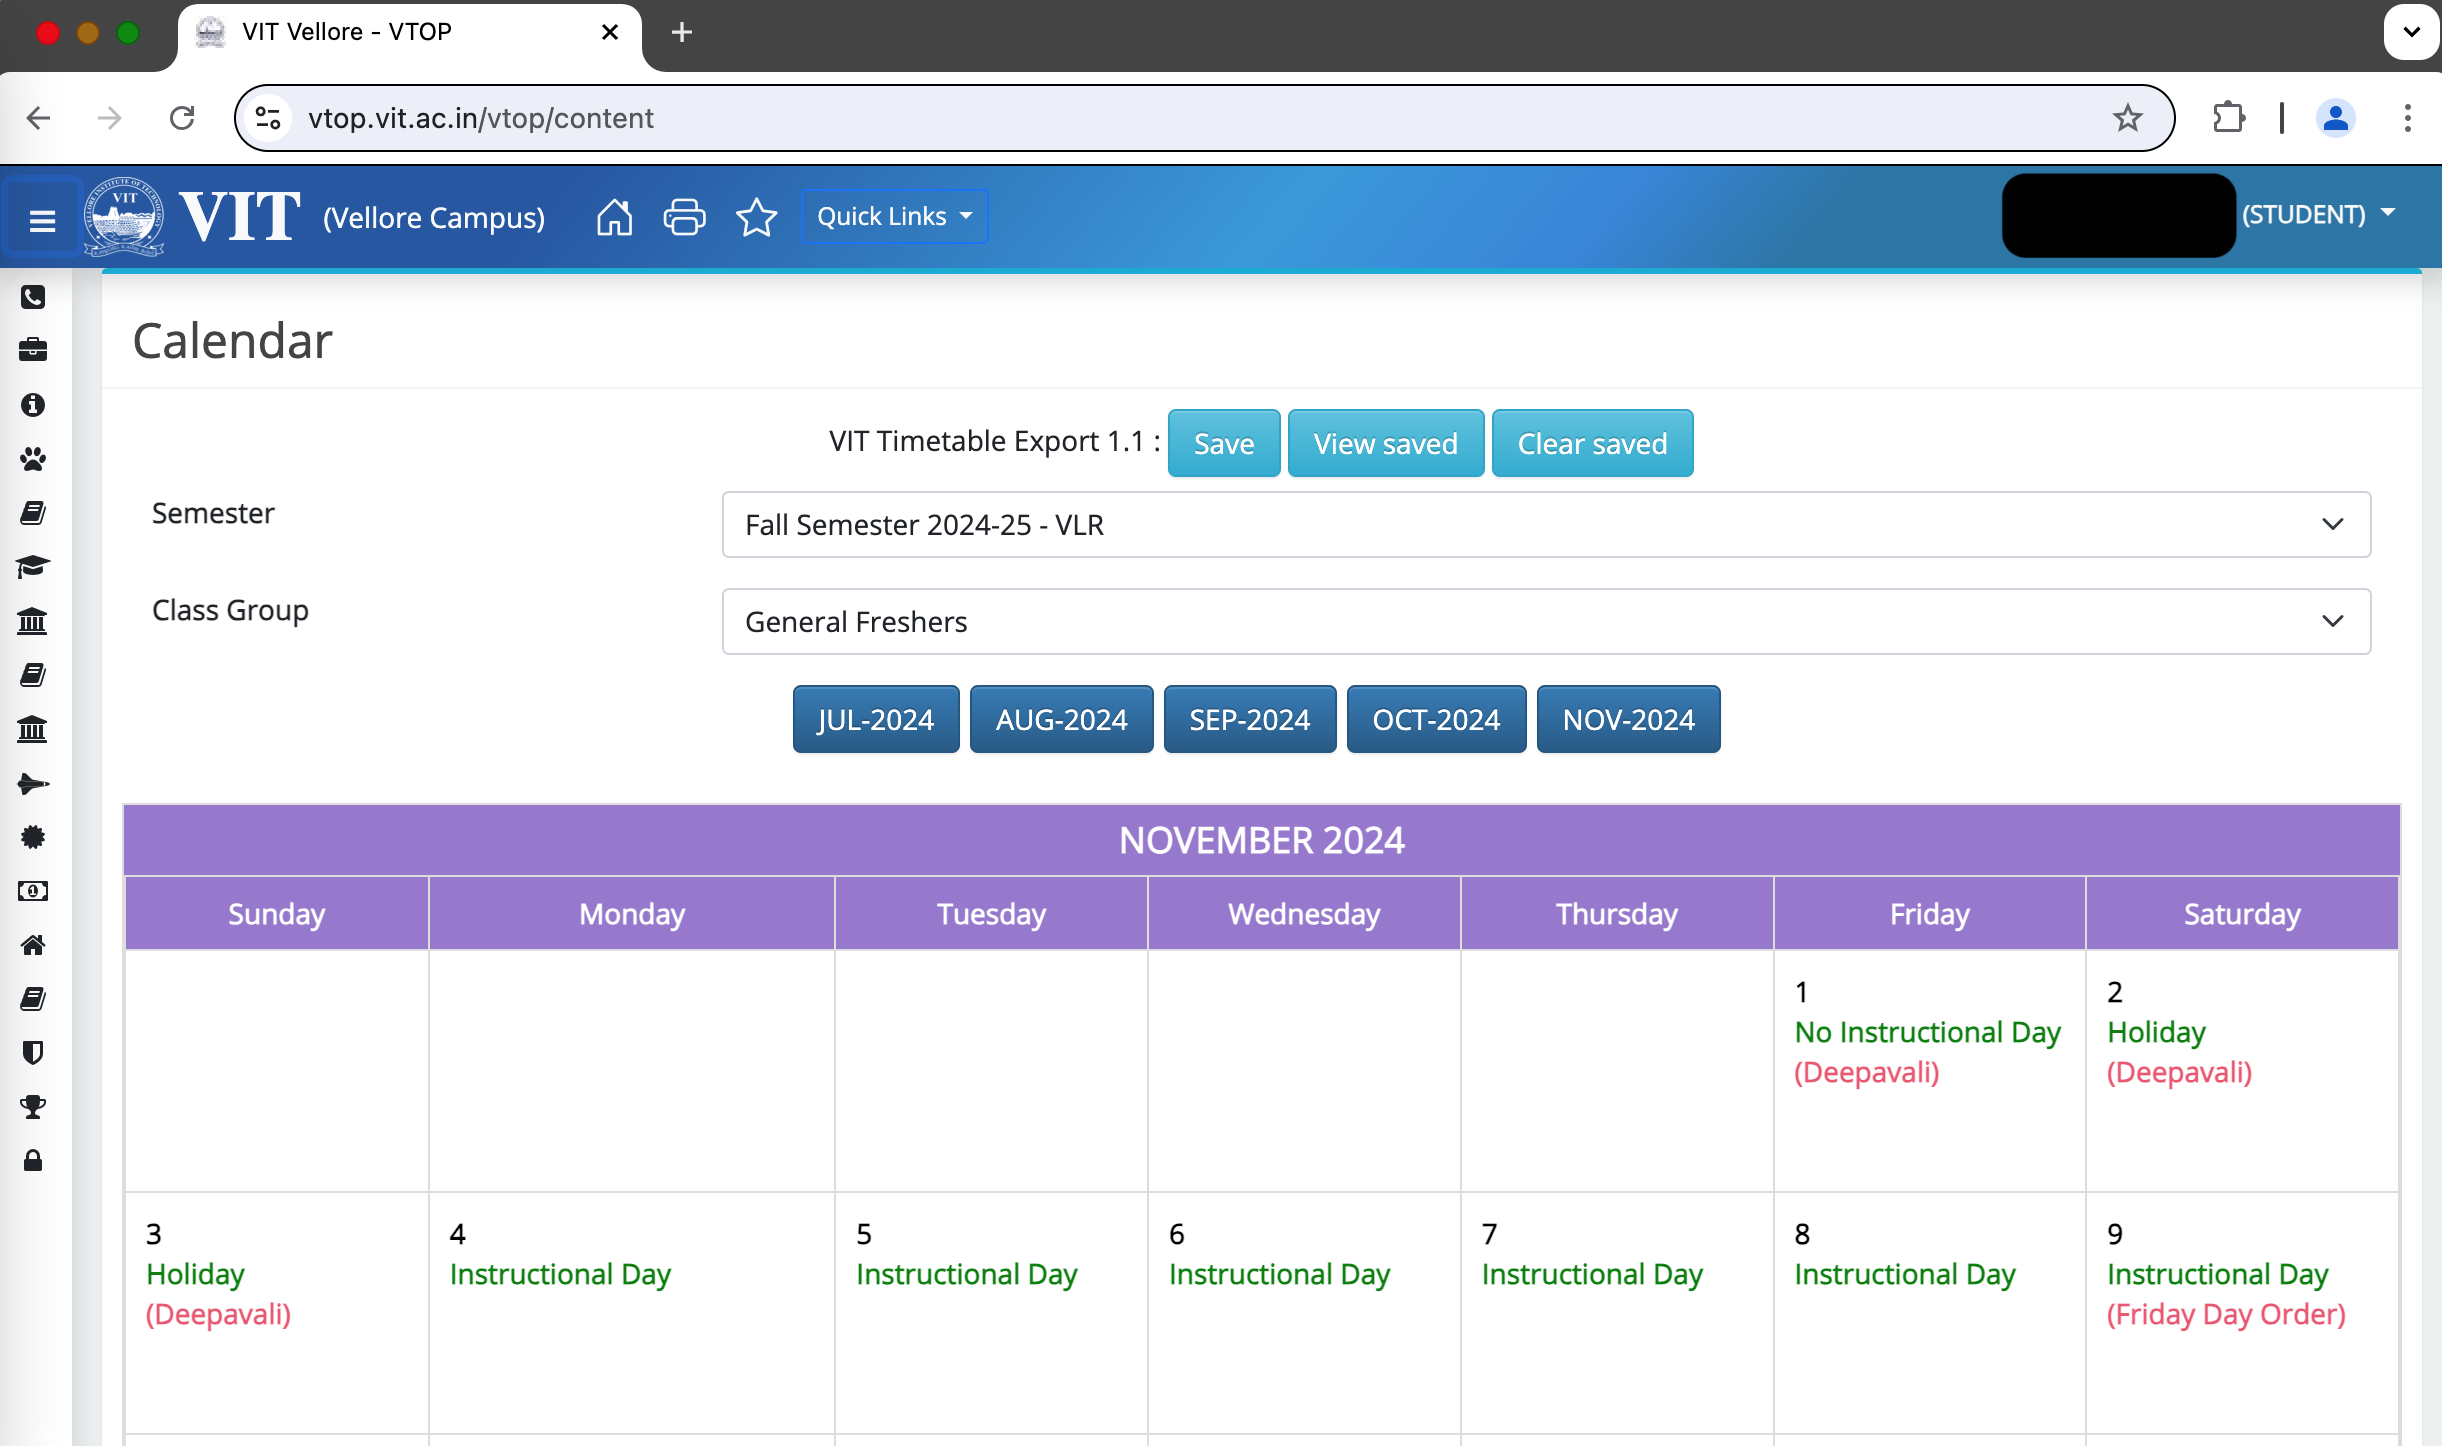 VIT Vellore - VTOP
vtop.vit.ac.in/vtop/content
VIT (Vellore Campus) Quick Links (STUDENT)
Calendar
VIT Timetable Export 1.1 : Save View saved Clear saved
Semester Fall Semester 2024-25 - VLR
Class Group General Freshers
JUL-2024 AUG-2024 SEP-2024 OCT-2024 NOV-2024
NOVEMBER 2024
Sunday Monday Tuesday Wednesday Thursday Friday Saturday
1 2
No Instructional Day Holiday
(Deepavali) (Deepavali)
3 4 5 6 7 8 9
Holiday Instructional Day Instructional Day Instructional Day Instructional Day Instructional Day Instructional Day
(Deepavali) (Friday Day Order)